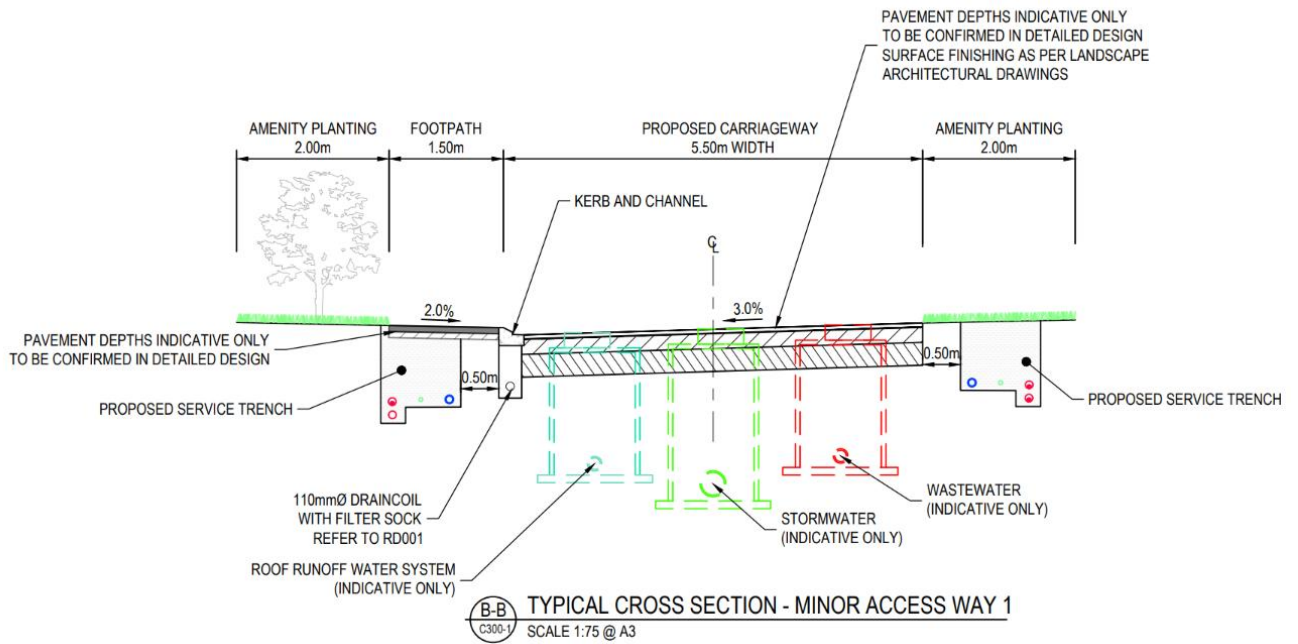 PAVEMENT DEPTHS INDICATIVE ONLY
TO BE CONFIRMED IN DETAILED DESIGN
SURFACE FINISHING AS PER LANDSCAPE
ARCHITECTURAL DRAWINGS
AMENITY PLANTING
2.00m
FOOTPATH
1.50m
PROPOSED CARRIAGEWAY
5.50m WIDTH
AMENITY PLANTING
2.00m
KERB AND CHANNEL
℄
2.0%
3.0%
PAVEMENT DEPTHS INDICATIVE ONLY
TO BE CONFIRMED IN DETAILED DESIGN
0.50m
0.50m
PROPOSED SERVICE TRENCH
PROPOSED SERVICE TRENCH
110mmØ DRAINCOIL
WITH FILTER SOCK
REFER TO RD001
WASTEWATER
(INDICATIVE ONLY)
STORMWATER
(INDICATIVE ONLY)
ROOF RUNOFF WATER SYSTEM
(INDICATIVE ONLY)
B-B
C300-1
TYPICAL CROSS SECTION - MINOR ACCESS WAY 1
SCALE 1:75 @ A3